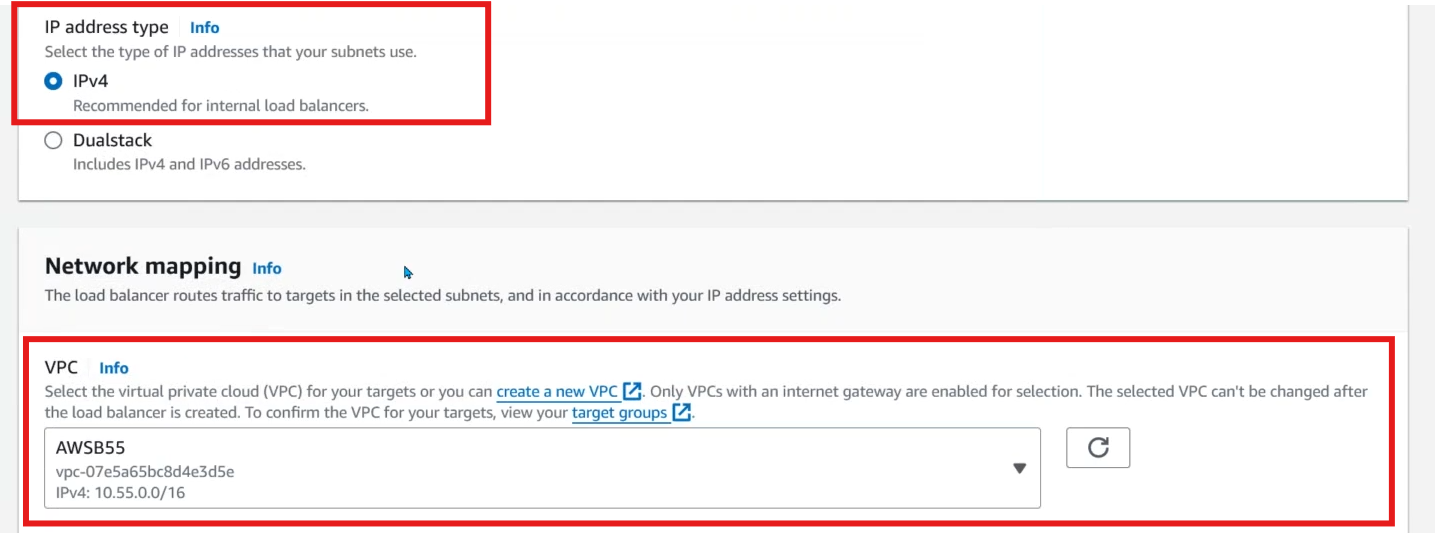 IP address type Info
Select the type of IP addresses that your subnets use.
IPv4
Recommended for internal load balancers.
Dualstack
Includes IPv4 and IPv6 addresses.
Network mapping Info
The load balancer routes traffic to targets in the selected subnets, and in accordance with your IP address settings.
VPC Info
Select the virtual private cloud (VPC) for your targets or you can create a new VPC. Only VPCs with an internet gateway are enabled for selection. The selected VPC can't be changed after
the load balancer is created. To confirm the VPC for your targets, view your target groups.
AWSB55
vpc-07e5a65bc8d4e3d5e
IPv4: 10.55.0.0/16